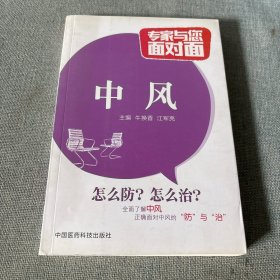 专家与您
面对面
中风
主编 牛换香 江军亮
怎么防?怎么治?
全面了解中风
正确面对中风的“防”与“治”
中国医药科技出版社